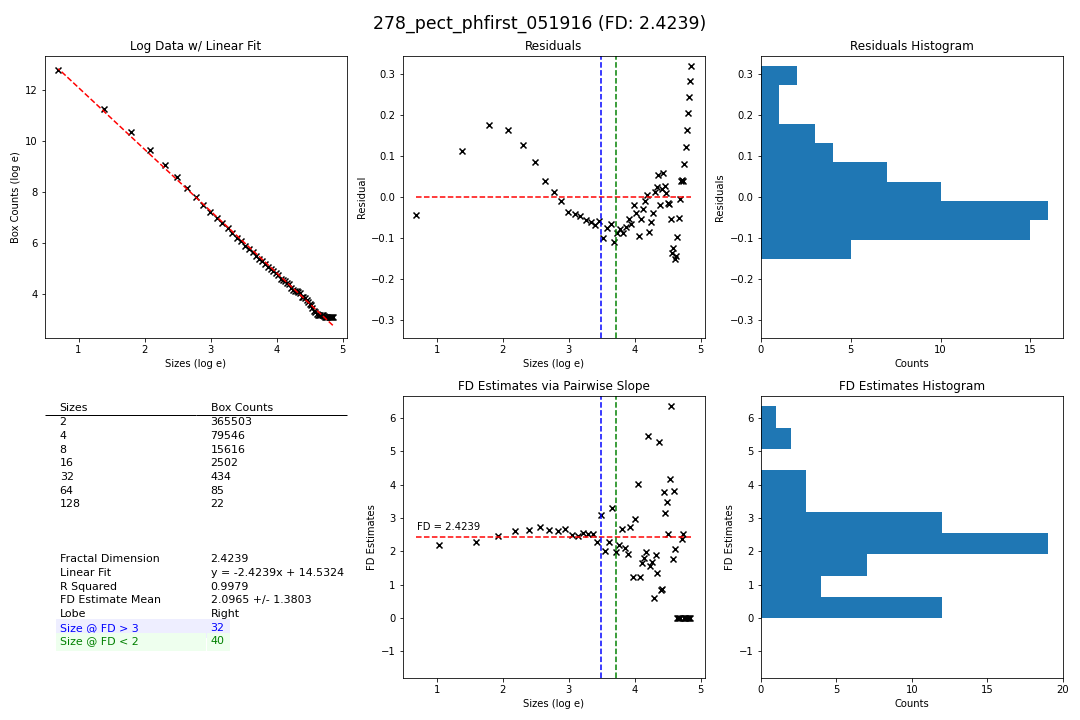 278_pect_phfirst_051916 (FD: 2.4239)
Log Data w/ Linear Fit
Box Counts (log e)
12
10
8
6
4
1
2
3
4
5
Sizes (log e)
Residuals
Residual
0.3
0.2
0.1
0.0
−0.1
−0.2
−0.3
1
2
3
4
5
Sizes (log e)
Residuals Histogram
Residuals
0.3
0.2
0.1
0.0
−0.1
−0.2
−0.3
0
5
10
15
Counts
Sizes Box Counts
2 365503
4 79546
8 15616
16 2502
32 434
64 85
128 22
Fractal Dimension 2.4239
Linear Fit y = -2.4239x + 14.5324
R Squared 0.9979
FD Estimate Mean 2.0965 +/- 1.3803
Lobe Right
Size @ FD > 3 32
Size @ FD < 2 40
FD Estimates via Pairwise Slope
FD Estimates
6
5
4
3
2
1
0
−1
FD = 2.4239
1
2
3
4
5
Sizes (log e)
FD Estimates Histogram
FD Estimates
6
5
4
3
2
1
0
−1
0
5
10
15
20
Counts